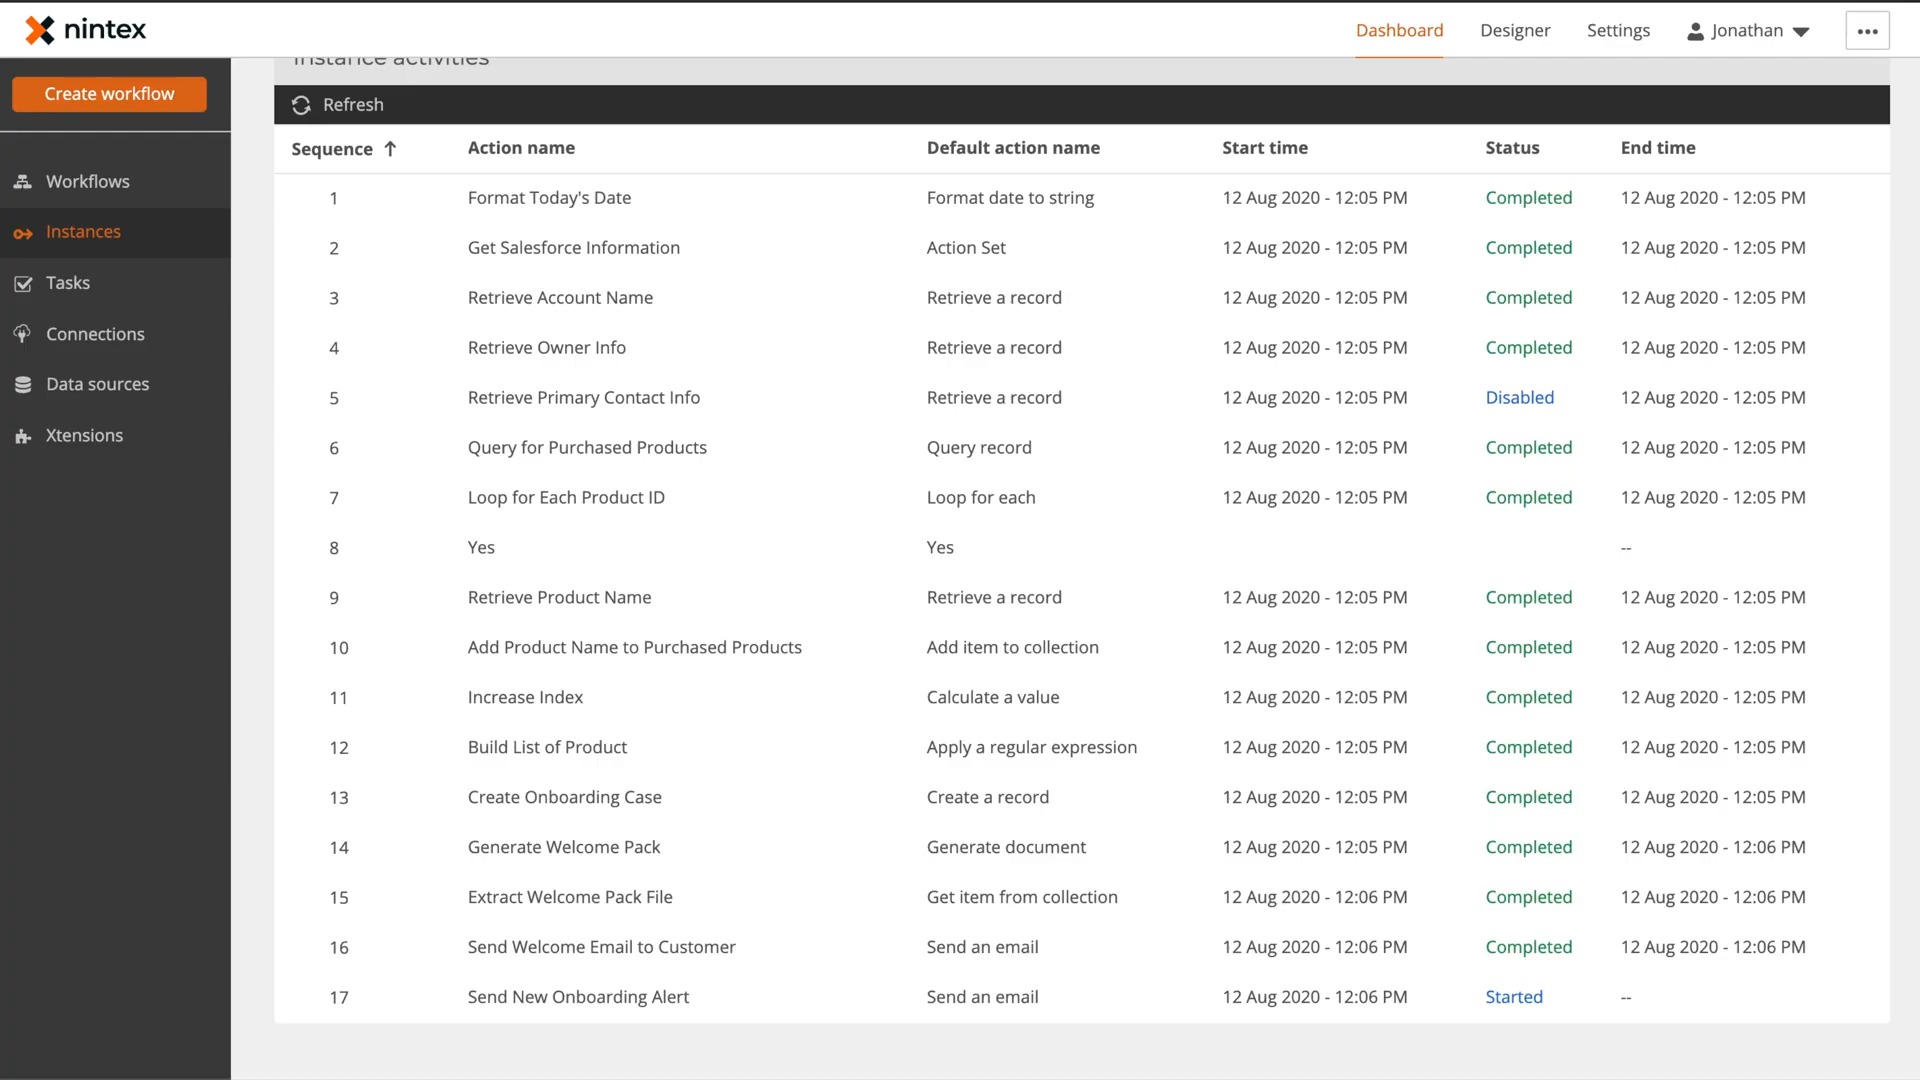 nintex
Dashboard Designer Settings Jonathan
Create workflow
Workflows
Instances
Tasks
Connections
Data sources
Xtensions
Instance activities
Refresh
Sequence Action name Default action name Start time Status End time
1 Format Today's Date Format date to string 12 Aug 2020 - 12:05 PM Completed 12 Aug 2020 - 12:05 PM
2 Get Salesforce Information Action Set 12 Aug 2020 - 12:05 PM Completed 12 Aug 2020 - 12:05 PM
3 Retrieve Account Name Retrieve a record 12 Aug 2020 - 12:05 PM Completed 12 Aug 2020 - 12:05 PM
4 Retrieve Owner Info Retrieve a record 12 Aug 2020 - 12:05 PM Completed 12 Aug 2020 - 12:05 PM
5 Retrieve Primary Contact Info Retrieve a record 12 Aug 2020 - 12:05 PM Disabled 12 Aug 2020 - 12:05 PM
6 Query for Purchased Products Query record 12 Aug 2020 - 12:05 PM Completed 12 Aug 2020 - 12:05 PM
7 Loop for Each Product ID Loop for each 12 Aug 2020 - 12:05 PM Completed 12 Aug 2020 - 12:05 PM
8 Yes Yes --
9 Retrieve Product Name Retrieve a record 12 Aug 2020 - 12:05 PM Completed 12 Aug 2020 - 12:05 PM
10 Add Product Name to Purchased Products Add item to collection 12 Aug 2020 - 12:05 PM Completed 12 Aug 2020 - 12:05 PM
11 Increase Index Calculate a value 12 Aug 2020 - 12:05 PM Completed 12 Aug 2020 - 12:05 PM
12 Build List of Product Apply a regular expression 12 Aug 2020 - 12:05 PM Completed 12 Aug 2020 - 12:05 PM
13 Create Onboarding Case Create a record 12 Aug 2020 - 12:05 PM Completed 12 Aug 2020 - 12:05 PM
14 Generate Welcome Pack Generate document 12 Aug 2020 - 12:05 PM Completed 12 Aug 2020 - 12:06 PM
15 Extract Welcome Pack File Get item from collection 12 Aug 2020 - 12:06 PM Completed 12 Aug 2020 - 12:06 PM
16 Send Welcome Email to Customer Send an email 12 Aug 2020 - 12:06 PM Completed 12 Aug 2020 - 12:06 PM
17 Send New Onboarding Alert Send an email 12 Aug 2020 - 12:06 PM Started --